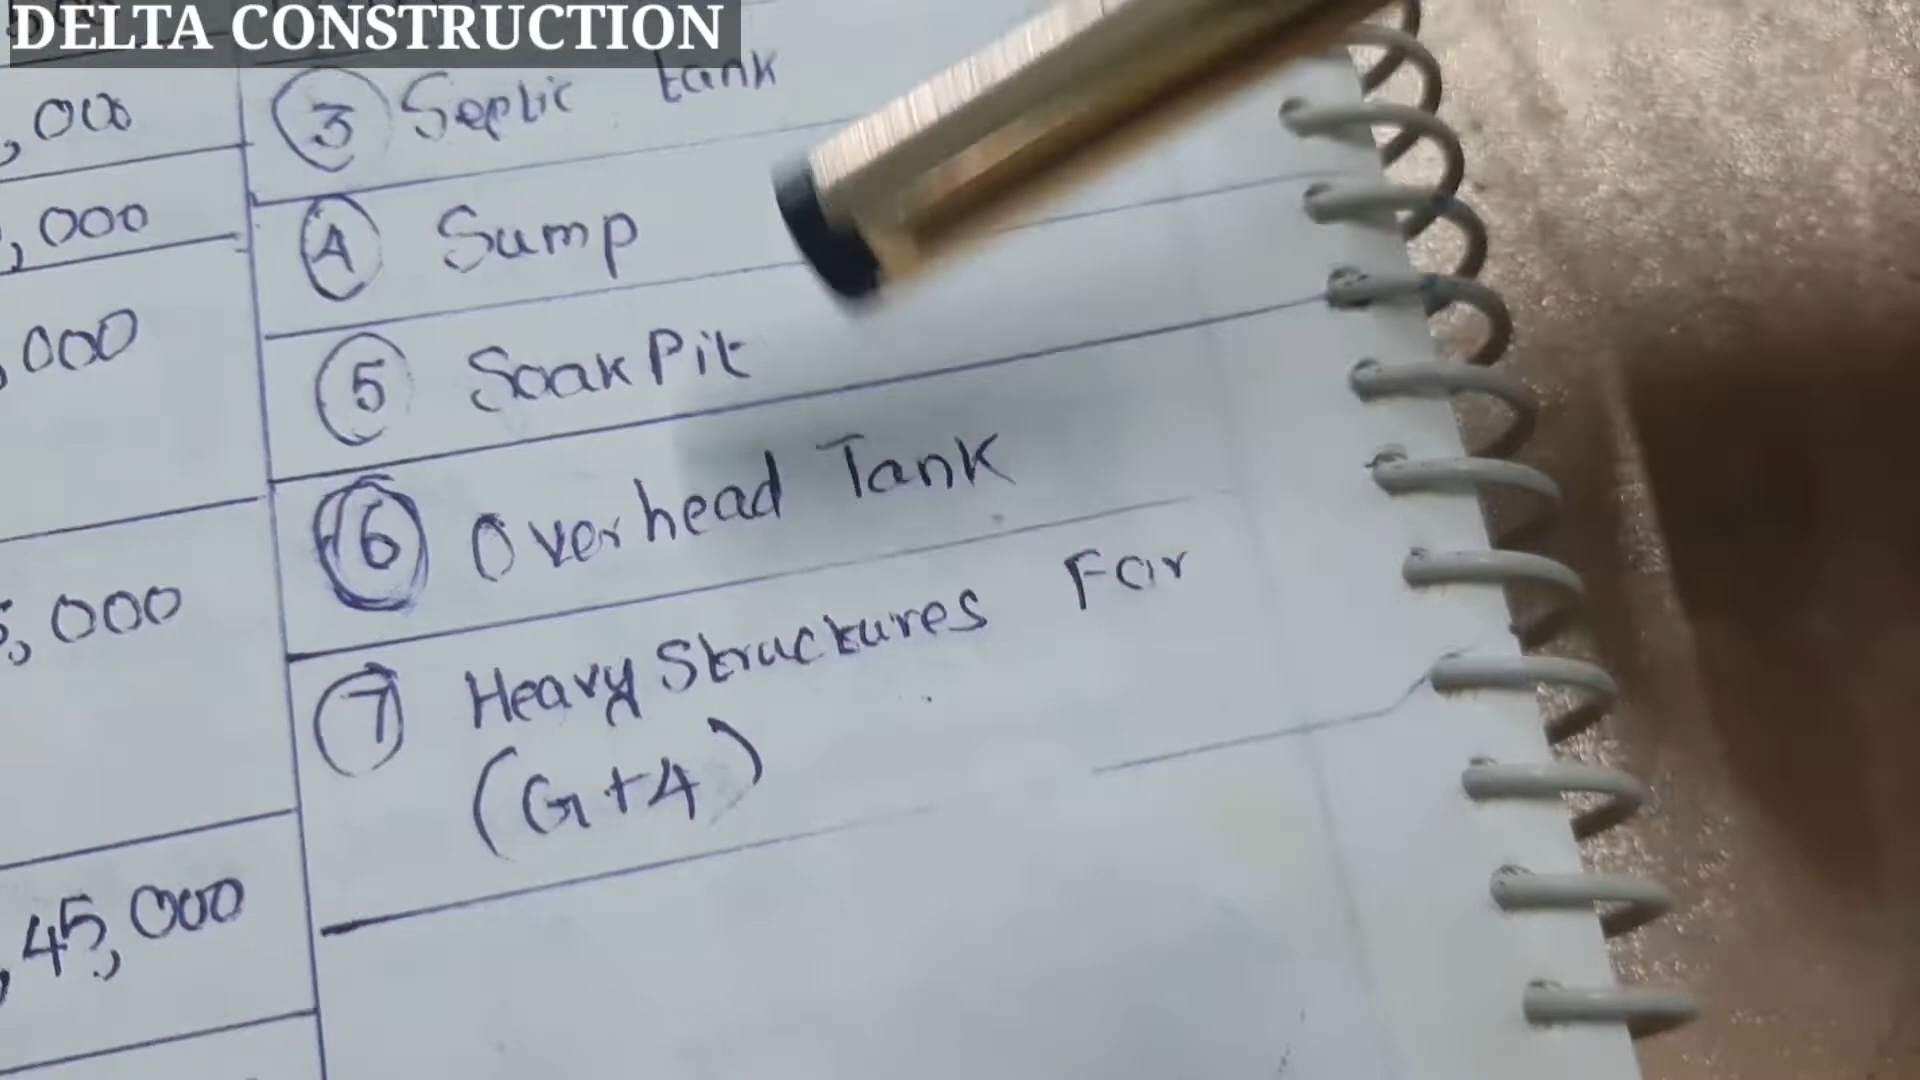 DELTA CONSTRUCTION
,000
3 Septic tank
,000
4 Sump
,000
5 Soak Pit
6 Overhead Tank
5,000
7 Heavy Structures For
(G+4)
,45,000